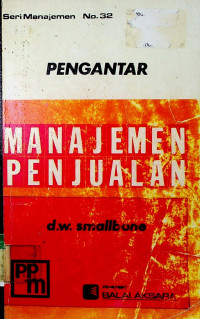 Seri Manajemen No. 32
PENGANTAR
MANAJEMEN
PENJUALAN
d.w. smallbone
ppm
BALAI AKSARA